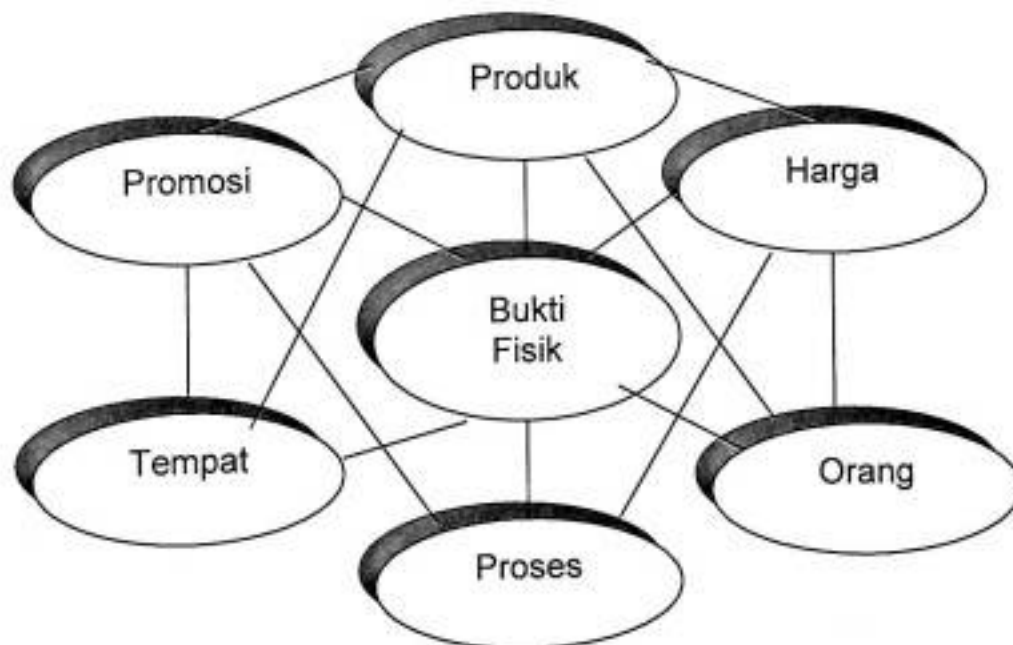 Produk
Promosi
Harga
Bukti
Fisik
Tempat
Orang
Proses